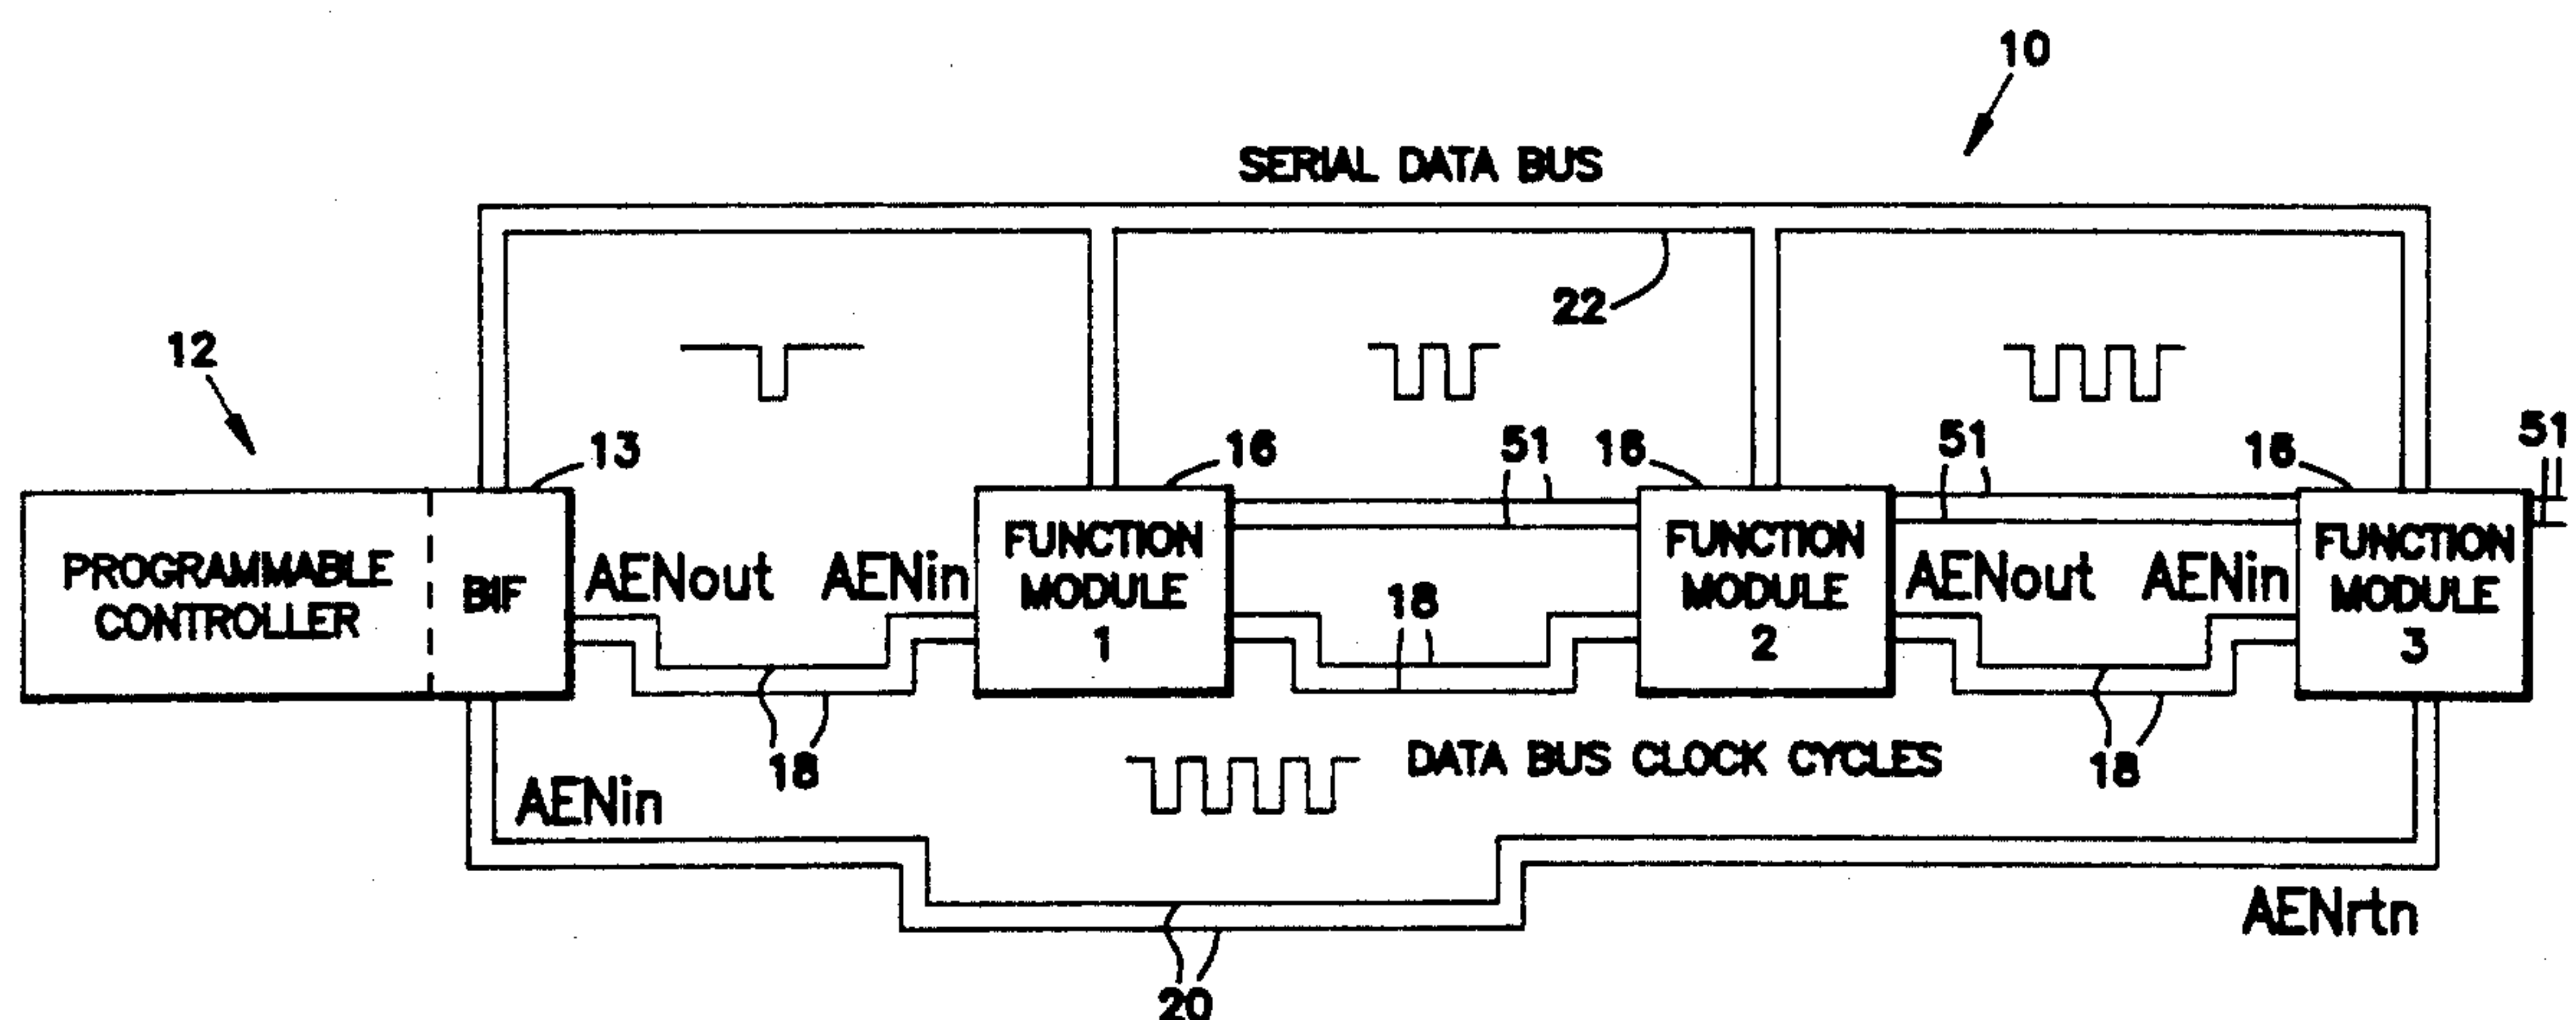 10
SERIAL DATA BUS
22
12
13
16
51
16
51
16
51
PROGRAMMABLE
CONTROLLER
BIF
AENout
AENin
FUNCTION
MODULE
1
18
FUNCTION
MODULE
2
AENout
AENin
FUNCTION
MODULE
3
18
DATA BUS CLOCK CYCLES
18
AENin
AENrtn
20